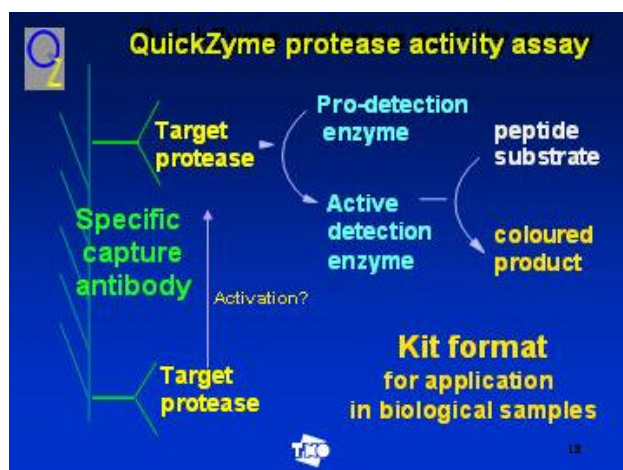 QZ
QuickZyme protease activity assay
Target
protease
Pro-detection
enzyme
peptide
substrate
Active
detection
enzyme
coloured
product
Specific
capture
antibody
Activation?
Target
protease
Kit format
for application
in biological samples
TNO